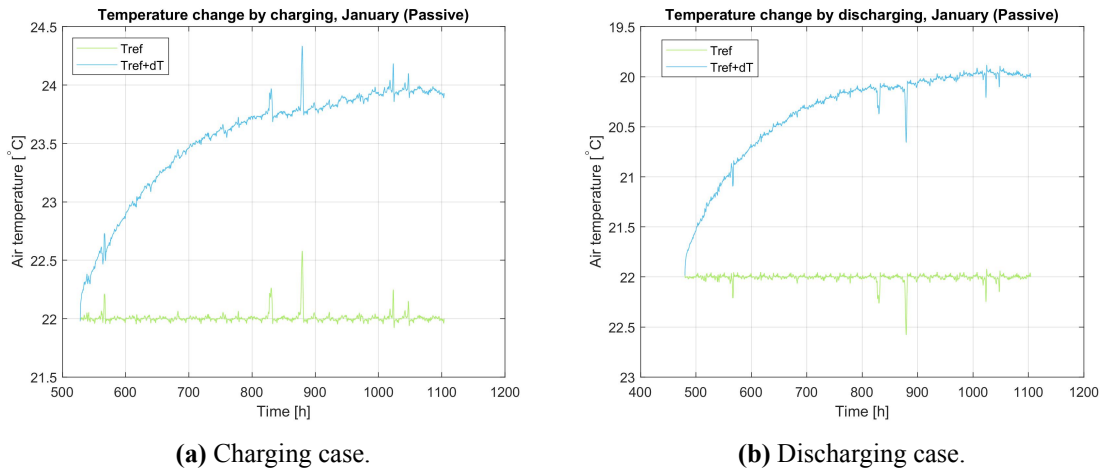 Temperature change by charging, January (Passive)
24.5
24
23.5
23
22.5
22
21.5
Air temperature [°C]
Tref
Tref+dT
500 600 700 800 900 1000 1100 1200
Time [h]
(a) Charging case.
Temperature change by discharging, January (Passive)
19.5
20
20.5
21
21.5
22
22.5
23
Air temperature [°C]
Tref
Tref+dT
400 500 600 700 800 900 1000 1100 1200
Time [h]
(b) Discharging case.